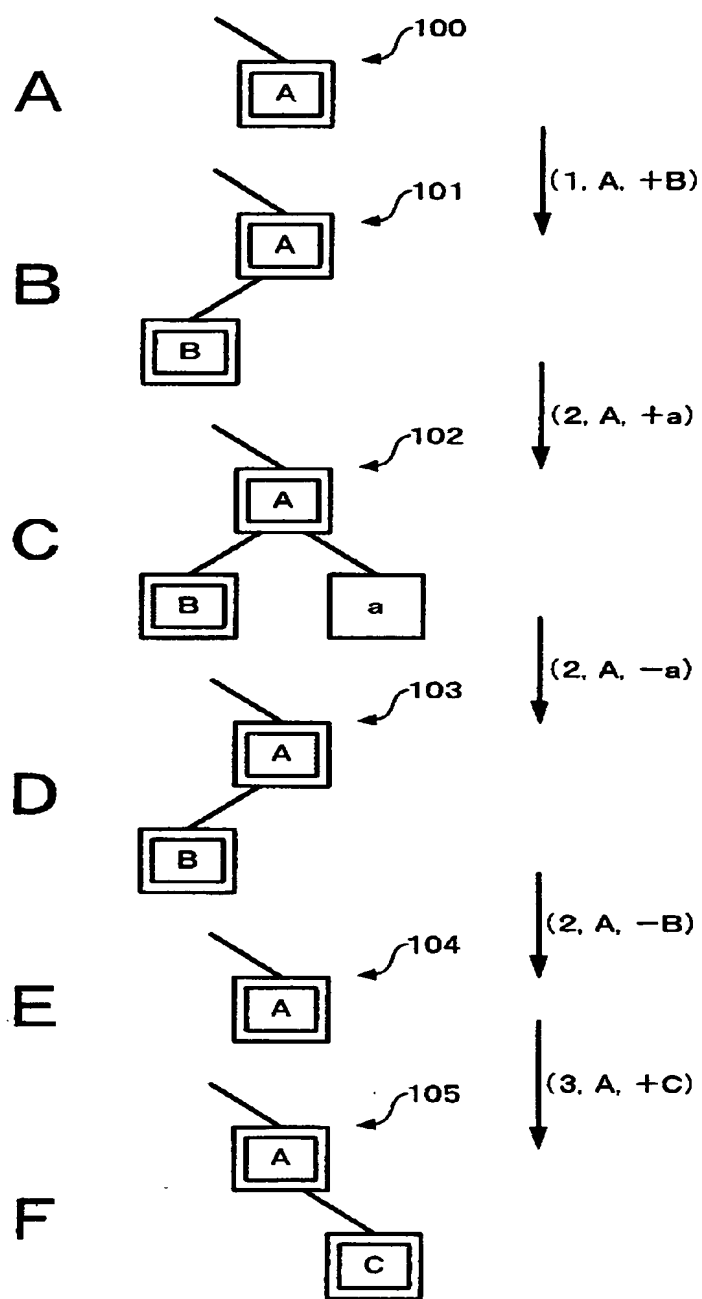 100
A
A
(1, A, +B)
101
A
B
B
(2, A, +a)
102
A
C
B
a
(2, A, −a)
103
A
D
B
(2, A, −B)
104
E
A
(3, A, +C)
105
A
F
C